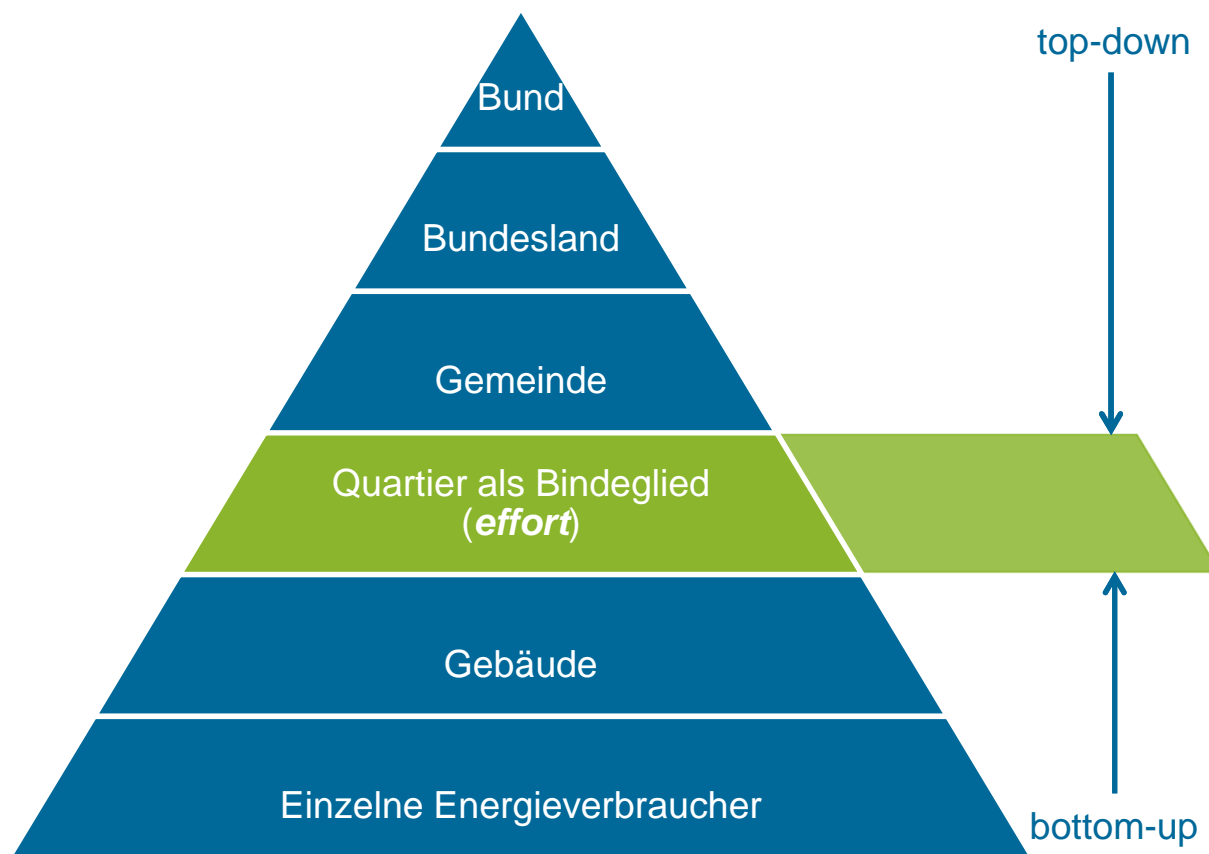 top-down
Bund
Bundesland
Gemeinde
Quartier als Bindeglied
(effort)
Gebäude
Einzelne Energieverbraucher
bottom-up